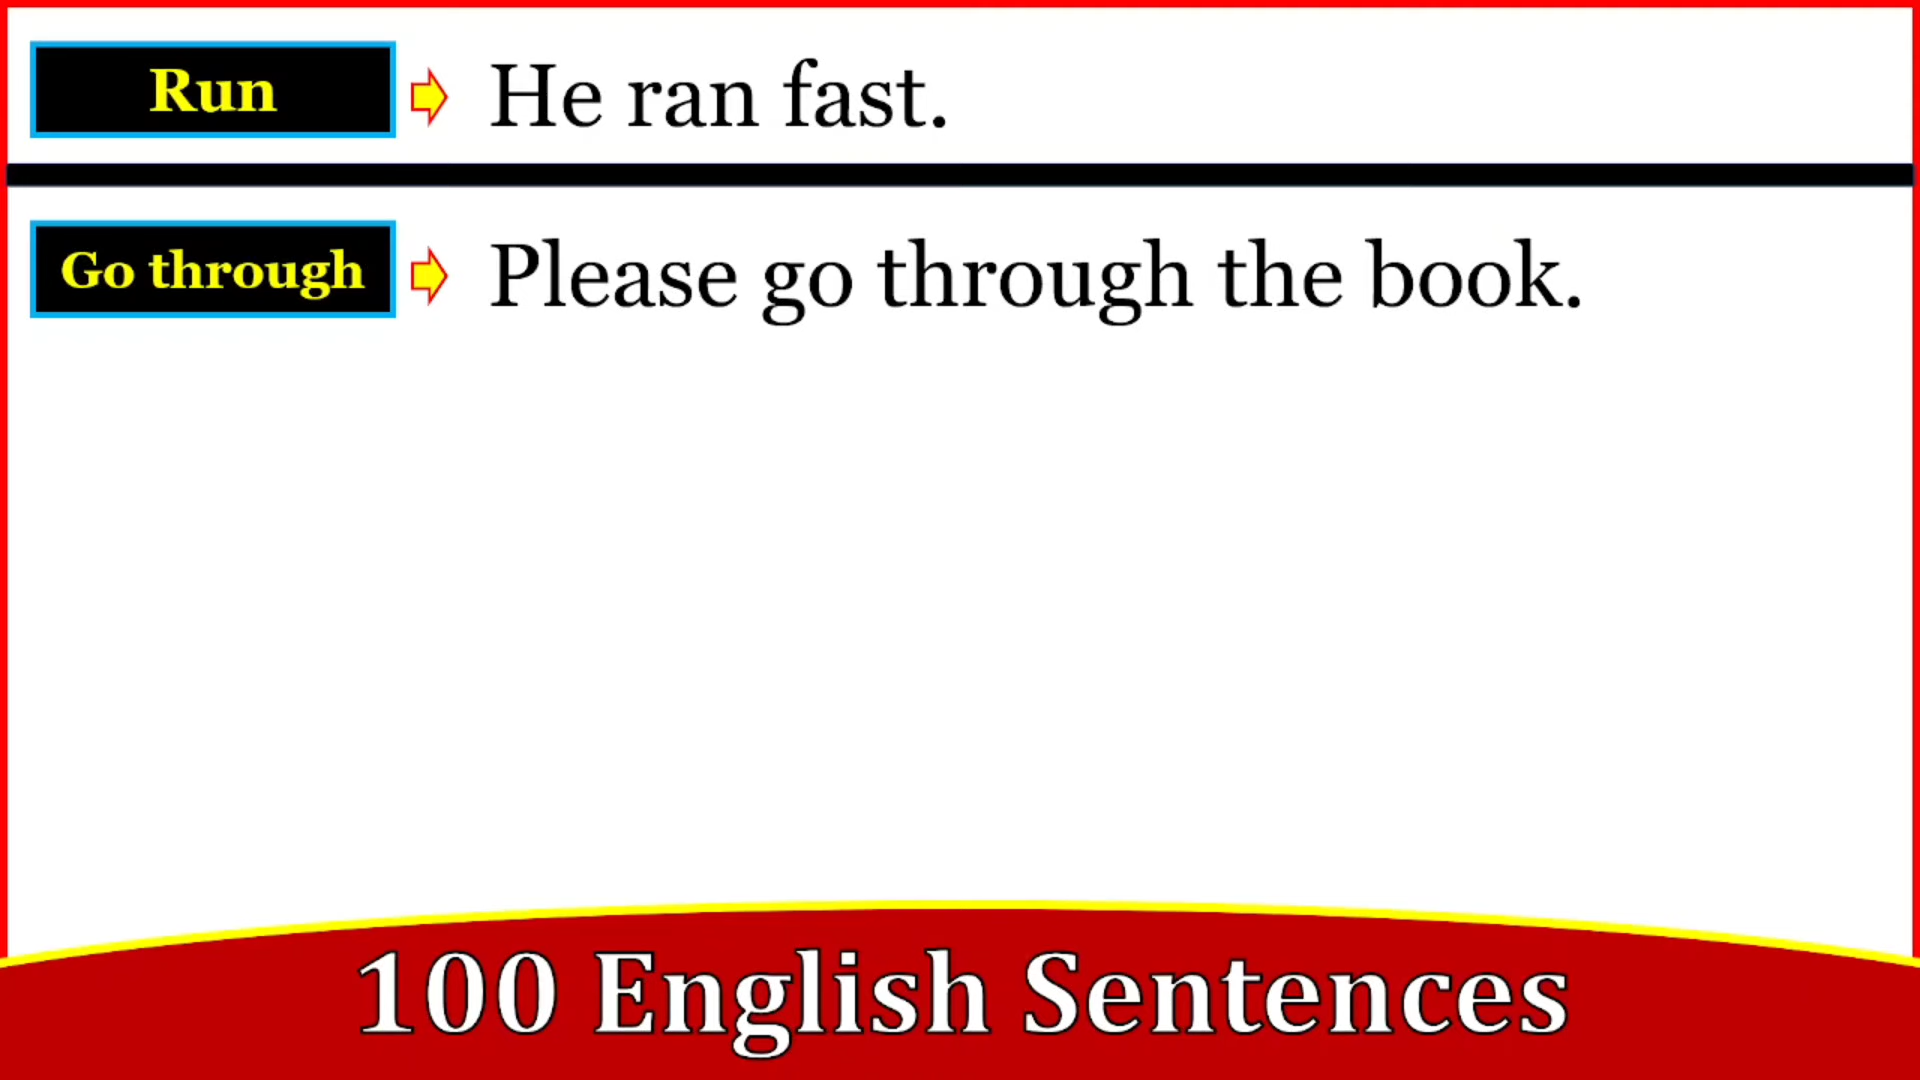 Run He ran fast.
Go through Please go through the book.
100 English Sentences